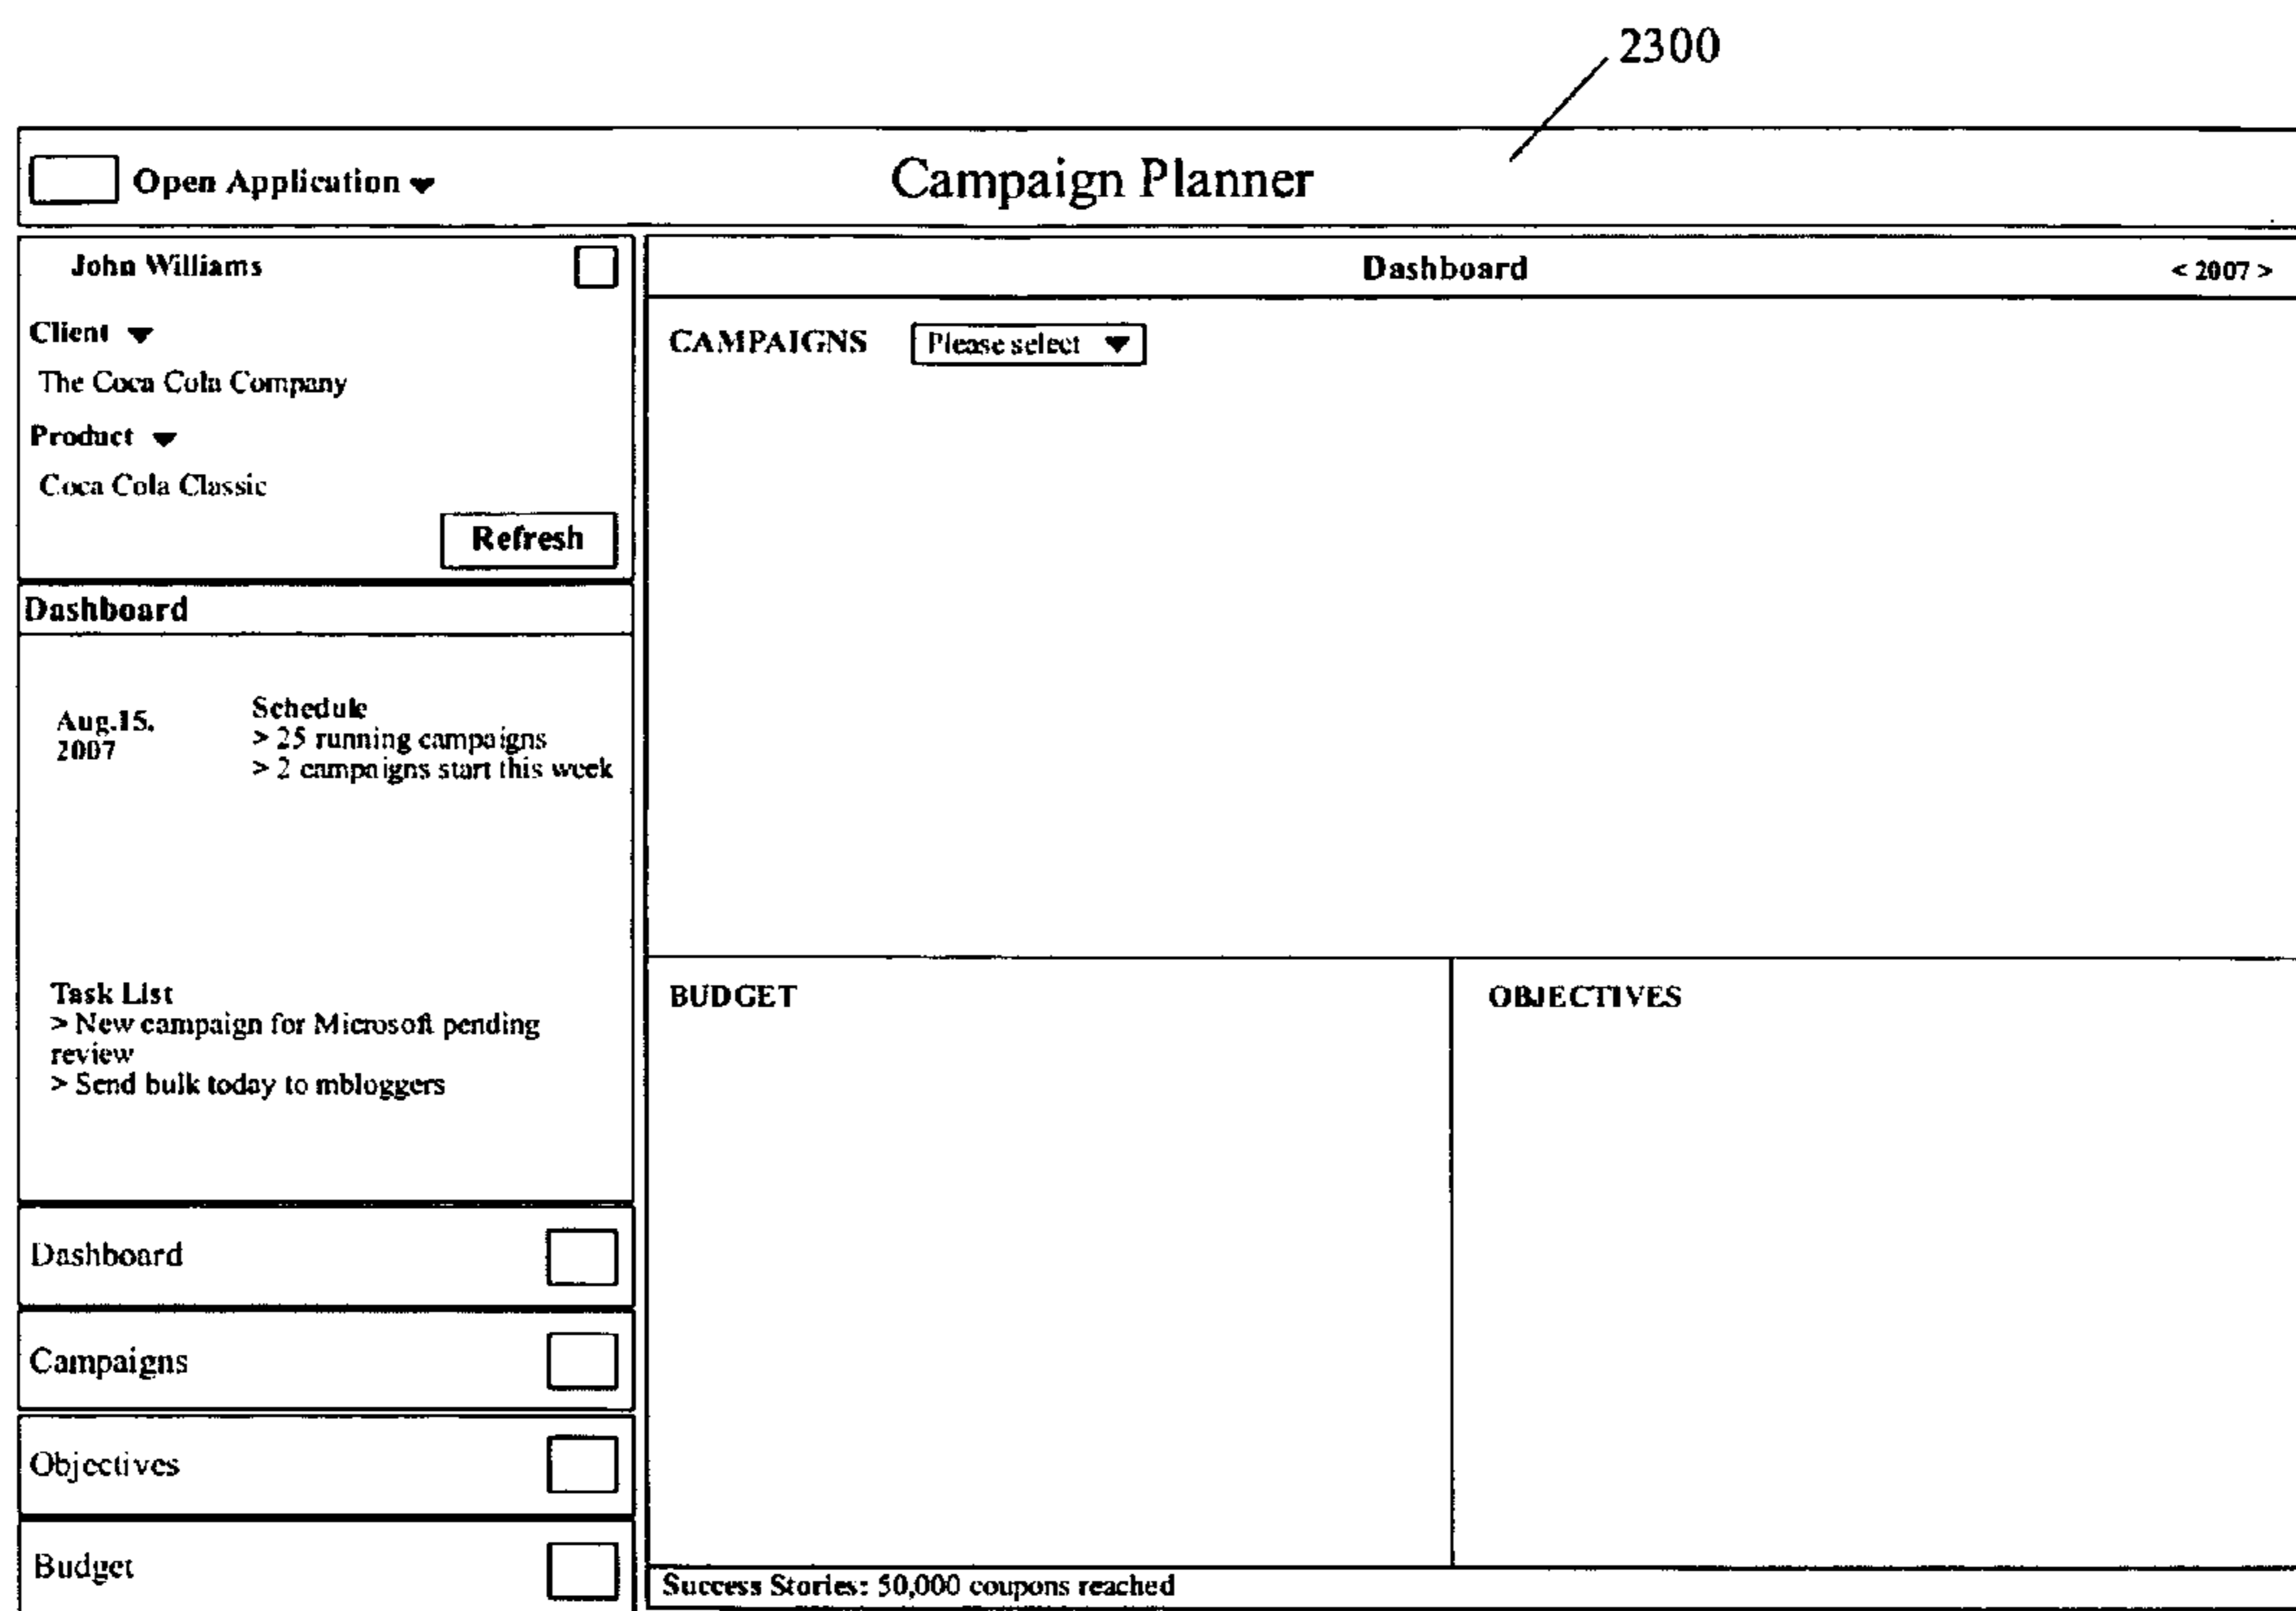 2300
Open Application
Campaign Planner
John Williams
Client
The Coca Cola Company
Product
Coca Cola Classic
Refresh
Dashboard
Aug.15,
2007
Schedule
> 25 running campaigns
> 2 campaigns start this week
Task List
> New campaign for Microsoft pending
review
> Send bulk today to mbloggers
Dashboard
Campaigns
Objectives
Budget
Dashboard
< 2007 >
CAMPAIGNS
Please select
BUDGET
OBJECTIVES
Success Stories: 50,000 coupons reached